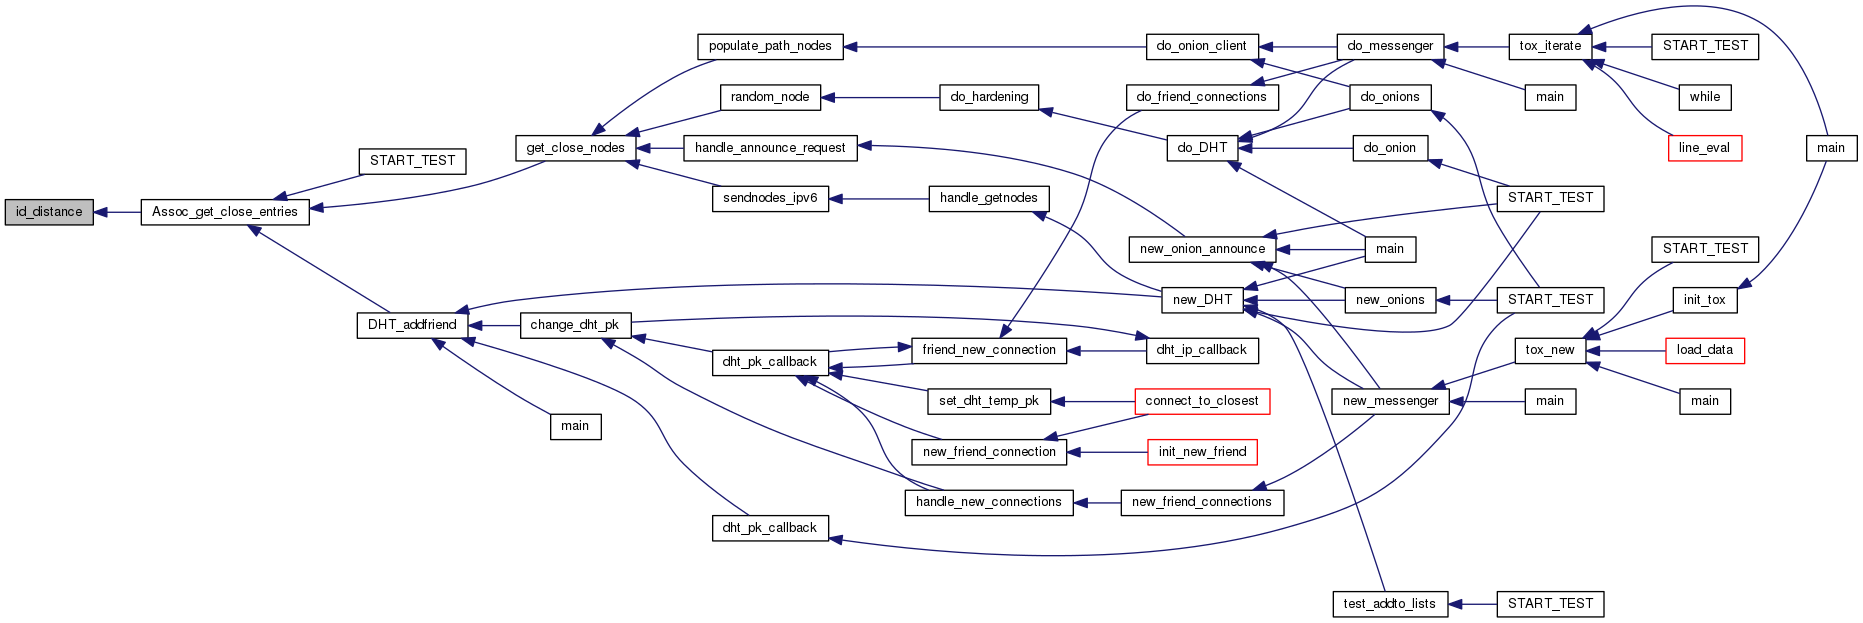 id_distance
Assoc_get_close_entries
START_TEST
get_close_nodes
DHT_addfriend
populate_path_nodes
random_node
handle_announce_request
sendnodes_ipv6
change_dht_pk
dht_pk_callback
main
dht_pk_callback
do_hardening
handle_getnodes
friend_new_connection
set_dht_temp_pk
new_friend_connection
handle_new_connections
do_onion_client
do_friend_connections
do_DHT
new_onion_announce
new_DHT
dht_ip_callback
connect_to_closest
init_new_friend
new_friend_connections
do_messenger
do_onions
do_onion
main
new_onions
new_messenger
test_addto_lists
tox_iterate
main
START_TEST
START_TEST
tox_new
main
START_TEST
START_TEST
while
line_eval
START_TEST
init_tox
load_data
main
main